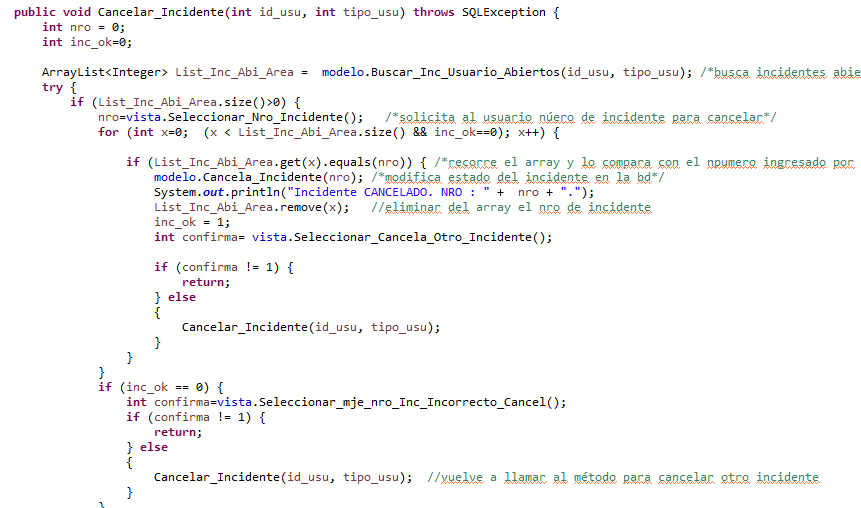 public void Cancelar_Incidente(int id_usu, int tipo_usu) throws SQLException {
int nro = 0;
int inc_ok=0;
ArrayList<Integer> List_Inc_Abi_Area =  modelo.Buscar_Inc_Usuario_Abiertos(id_usu, tipo_usu); /*busca incidentes abie
try {
if (List_Inc_Abi_Area.size()>0) {
nro=vista.Seleccionar_Nro_Incidente();   /*solicita al usuario núero de incidente para cancelar*/
for (int x=0;  (x < List_Inc_Abi_Area.size() && inc_ok==0); x++) {
if (List_Inc_Abi_Area.get(x).equals(nro)) { /*recorre el array y lo compara con el npumero ingresado por
modelo.Cancela_Incidente(nro); /*modifica estado del incidente en la bd*/
System.out.println("Incidente CANCELADO. NRO : " +  nro + ".");
List_Inc_Abi_Area.remove(x);   //eliminar del array el nro de incidente
inc_ok = 1;
int confirma= vista.Seleccionar_Cancela_Otro_Incidente();
if (confirma != 1) {
return;
} else
{
Cancelar_Incidente(id_usu, tipo_usu);
}
}
}
if (inc_ok == 0) {
int confirma=vista.Seleccionar_mje_nro_Inc_Incorrecto_Cancel();
if (confirma != 1) {
return;
} else
{
Cancelar_Incidente(id_usu, tipo_usu);  //vuelve a llamar al método para cancelar otro incidente
}
}